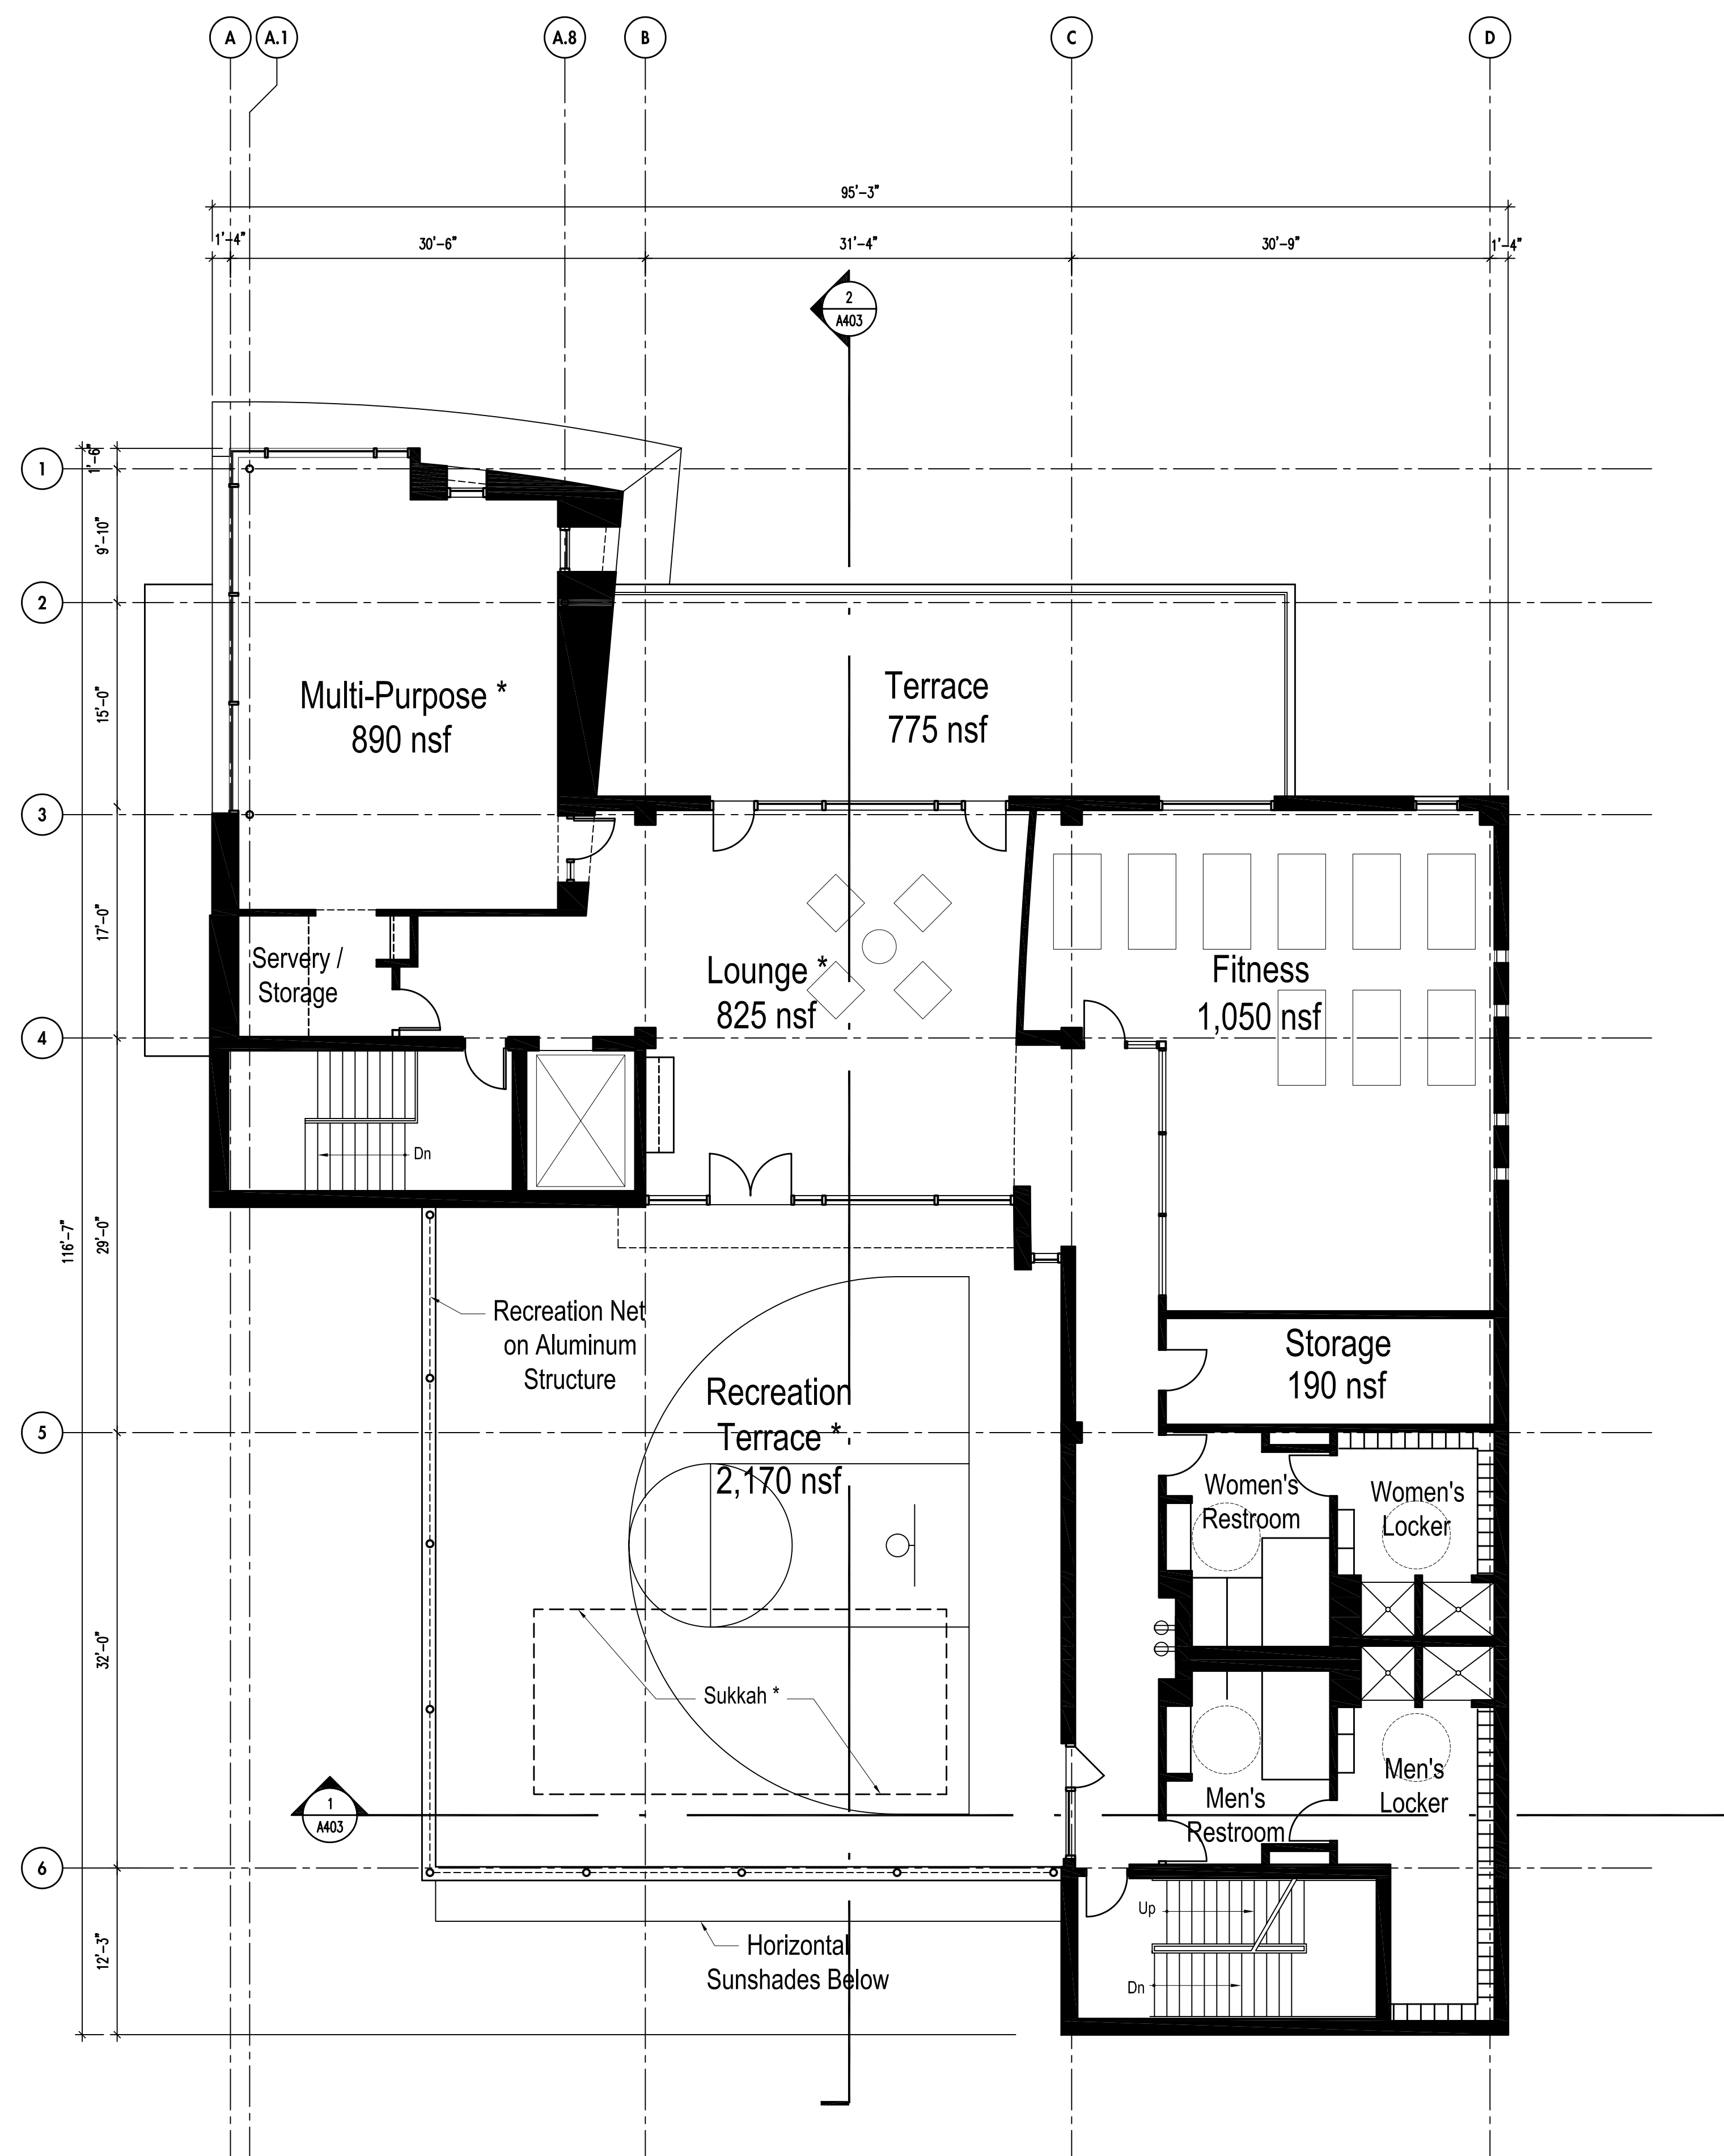 A
A.1
A.8
B
C
D
95'-3"
1'-4"
30'-6"
31'-4"
30'-9"
1'-4"
2
A403
1
1'-6"
9'-10"
2
15'-0"
Multi-Purpose *
890 nsf
Terrace
775 nsf
3
17'-0"
Servery /
Storage
Lounge *
825 nsf
Fitness
1,050 nsf
4
Dn
116'-7"
29'-0"
Recreation Net
on Aluminum
Structure
Storage
190 nsf
Recreation
Terrace *
2,170 nsf
5
Women's
Restroom
Women's
Locker
32'-0"
Sukkah *
Men's
Locker
Men's
Restroom
1
A403
6
12'-3"
Up
Dn
Horizontal
Sunshades Below